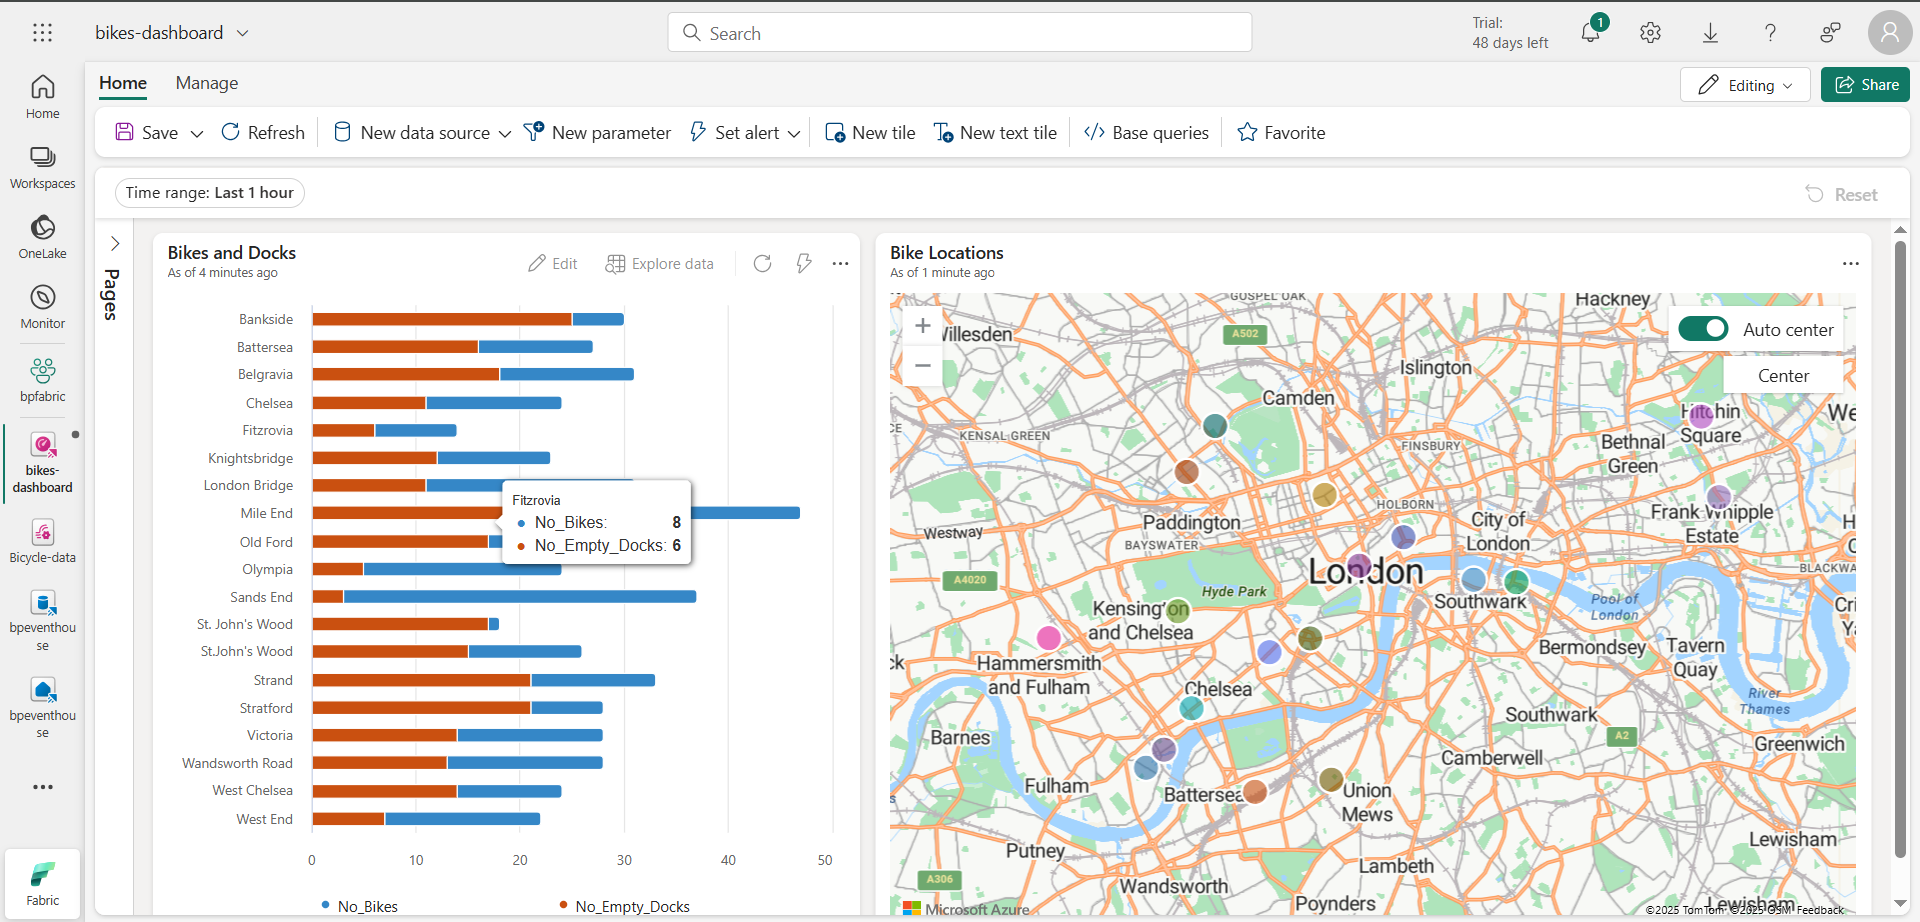 bikes-dashboard
Search
Trial:
48 days left
1
Home
Manage
Editing
Share
Save
Refresh
New data source
New parameter
Set alert
New tile
New text tile
Base queries
Favorite
Time range: Last 1 hour
Reset
Home
Workspaces
OneLake
Monitor
bpfabric
bikes-
dashboard
Bicycle-data
bpeventhou
se
bpeventhou
se
Fabric
Pages
Bikes and Docks
As of 4 minutes ago
Edit
Explore data
Bankside
Battersea
Belgravia
Chelsea
Fitzrovia
Knightsbridge
London Bridge
Mile End
Old Ford
Olympia
Sands End
St. John's Wood
St.John's Wood
Strand
Stratford
Victoria
Wandsworth Road
West Chelsea
West End
Fitzrovia
No_Bikes: 8
No_Empty_Docks: 6
0 10 20 30 40 50
No_Bikes
No_Empty_Docks
Bike Locations
As of 1 minute ago
Auto center
Center
GOSPEL OAK
Hackney
Willesden
A502
Islington
Camden
KENSAL GREEN
FINSBURY
Hitchin
Square
Bethnal
Green
HOLBORN
City of
London
Frank Whipple
Estate
Paddington
BAYSWATER
Westway
A4020
London
Hyde Park
BLACKWA
Kensington
and Chelsea
Southwark
Pool of
London
Hammersmith
and Fulham
Bermondsey
Tavern
Quay
Chelsea
River
Thames
Southwark
A2
Barnes
Greenwich
Camberwell
Fulham
Battersea
Union
Mews
Putney
Lambeth
Lewisham
A306
Wandsworth
Poynders
Lewisham
Microsoft Azure
©2025 TomTom ©2025 OSM Feedback